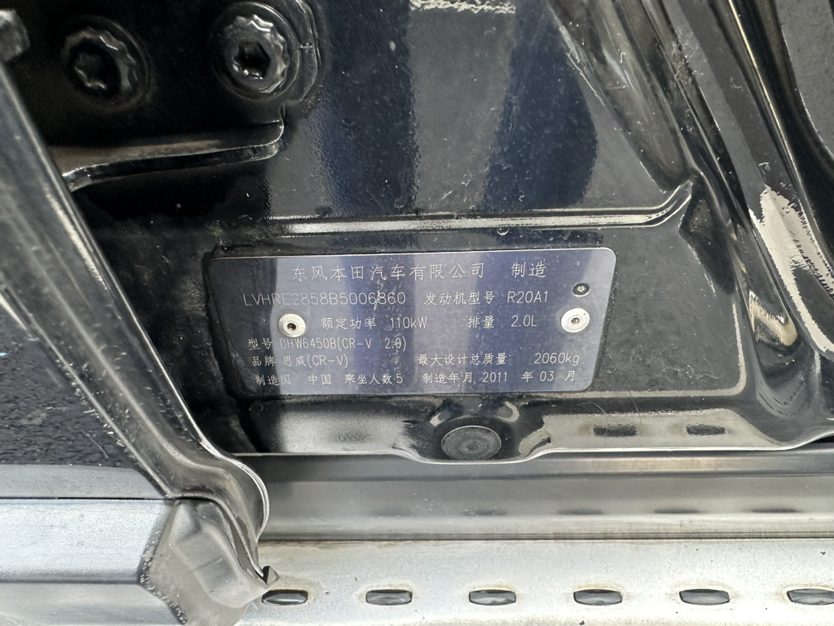 东风本田汽车有限公司 制造
LVHRE2858B5006860 发动机型号 R20A1
额定功率 110kW 排量 2.0L
型号 DHW6450B(CR-V 2.0)
品牌 思威(CR-V) 最大设计总质量 2060kg
制造国 中国 乘坐人数 5 制造年月 2011 年 03 月